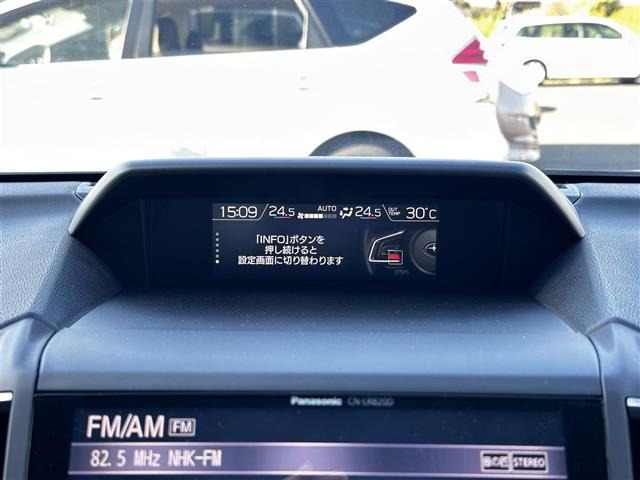 15:09 24.5 AUTO 24.5 OUT TEMP 30℃
「INFO」ボタンを
押し続けると
設定画面に切り替わります
Panasonic CN-LR820D
FM/AM FM
82.5 MHz NHK-FM STEREO